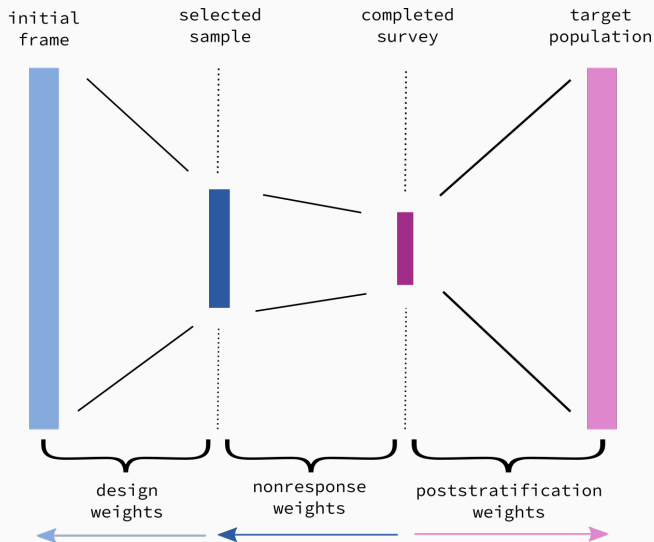 initial
frame
selected
sample
completed
survey
target
population
design
weights
nonresponse
weights
poststratification
weights